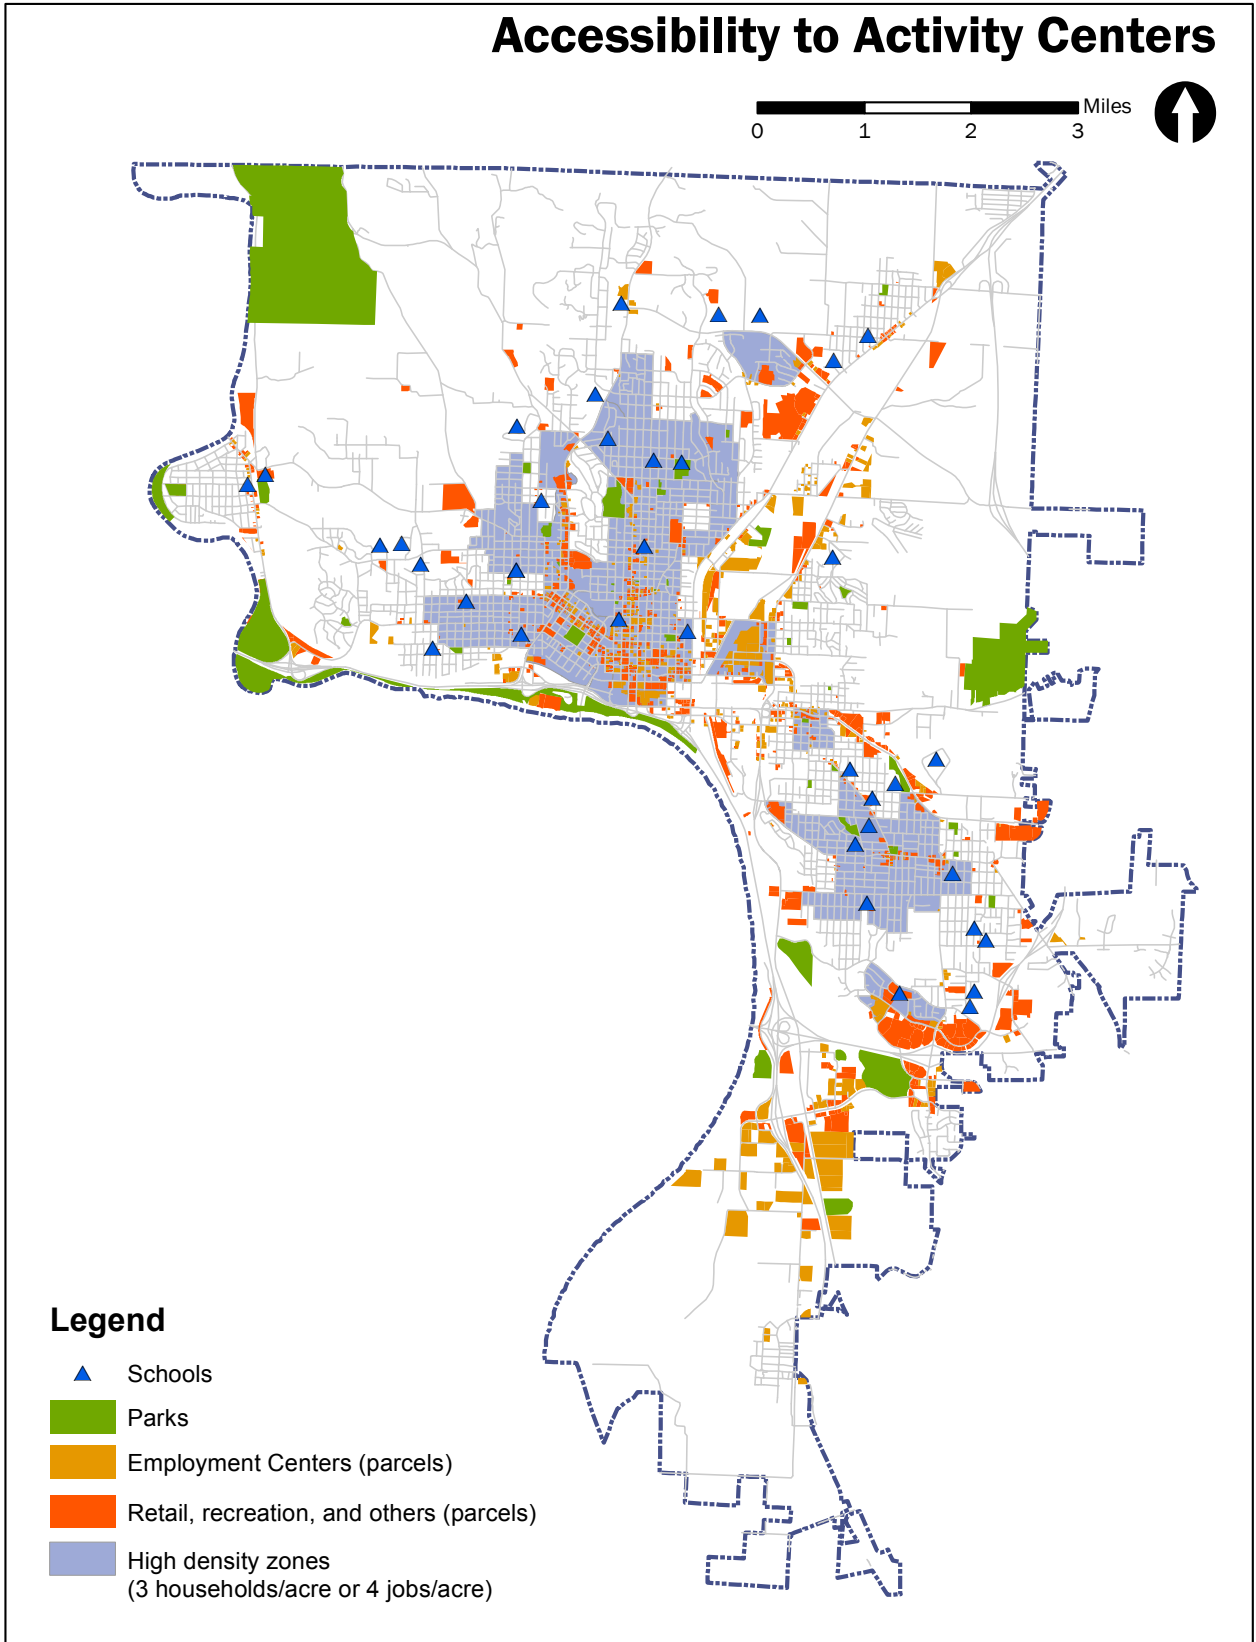 Accessibility to Activity Centers
Miles
0 1 2 3
Legend
Schools
Parks
Employment Centers (parcels)
Retail, recreation, and others (parcels)
High density zones
(3 households/acre or 4 jobs/acre)